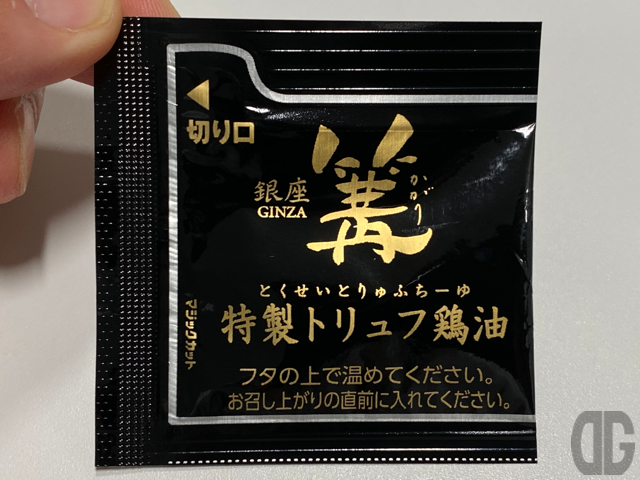 切り口
銀座
GINZA
篝
かがり
とくせいとりゅふちーゆ
特製トリュフ鶏油
マジックカット
フタの上で温めてください。
お召し上がりの直前に入れてください。
DG